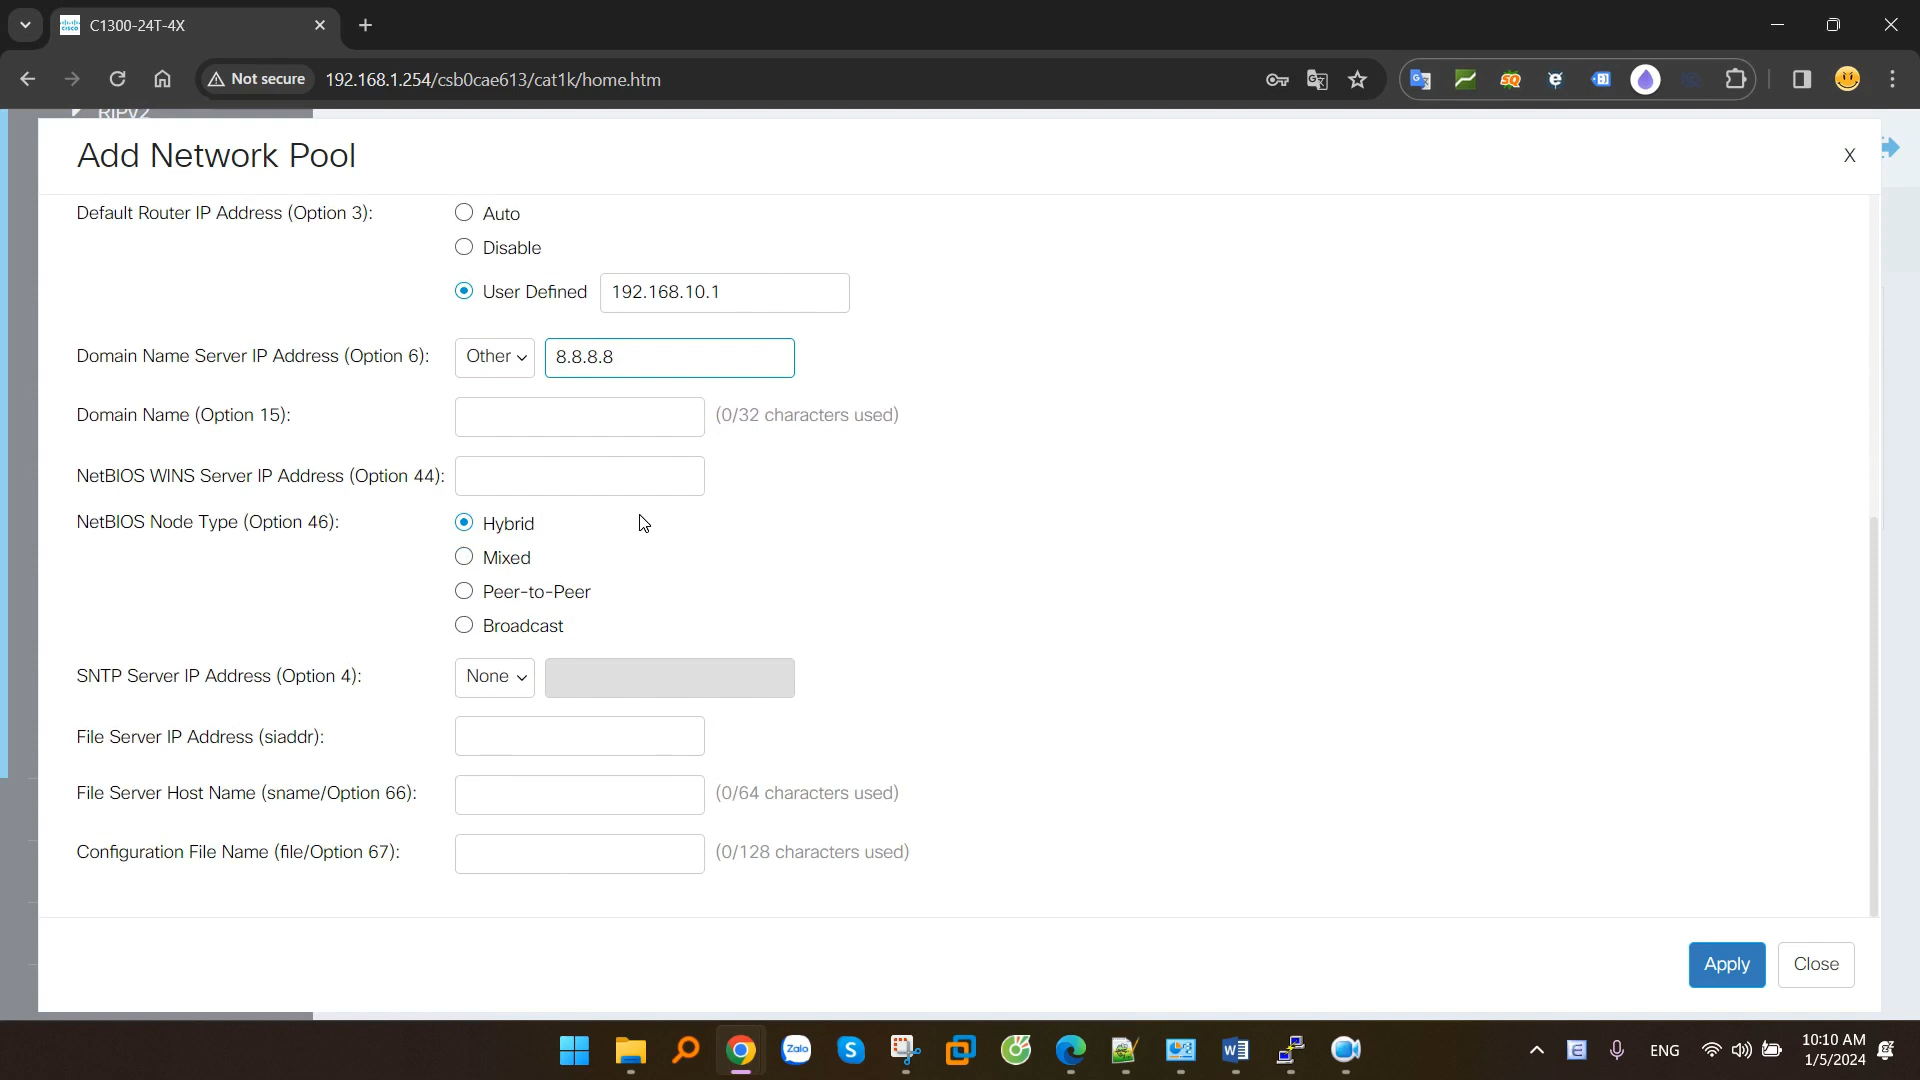 C1300-24T-4X
Not secure 192.168.1.254/csb0cae613/cat1k/home.htm
RIPv2
Add Network Pool
X
Default Router IP Address (Option 3):
Auto
Disable
User Defined 192.168.10.1
Domain Name Server IP Address (Option 6): Other 8.8.8.8
Domain Name (Option 15): (0/32 characters used)
NetBIOS WINS Server IP Address (Option 44):
NetBIOS Node Type (Option 46): Hybrid
Mixed
Peer-to-Peer
Broadcast
SNTP Server IP Address (Option 4): None
File Server IP Address (siaddr):
File Server Host Name (sname/Option 66): (0/64 characters used)
Configuration File Name (file/Option 67): (0/128 characters used)
Apply Close
Zalo
ENG
10:10 AM
1/5/2024